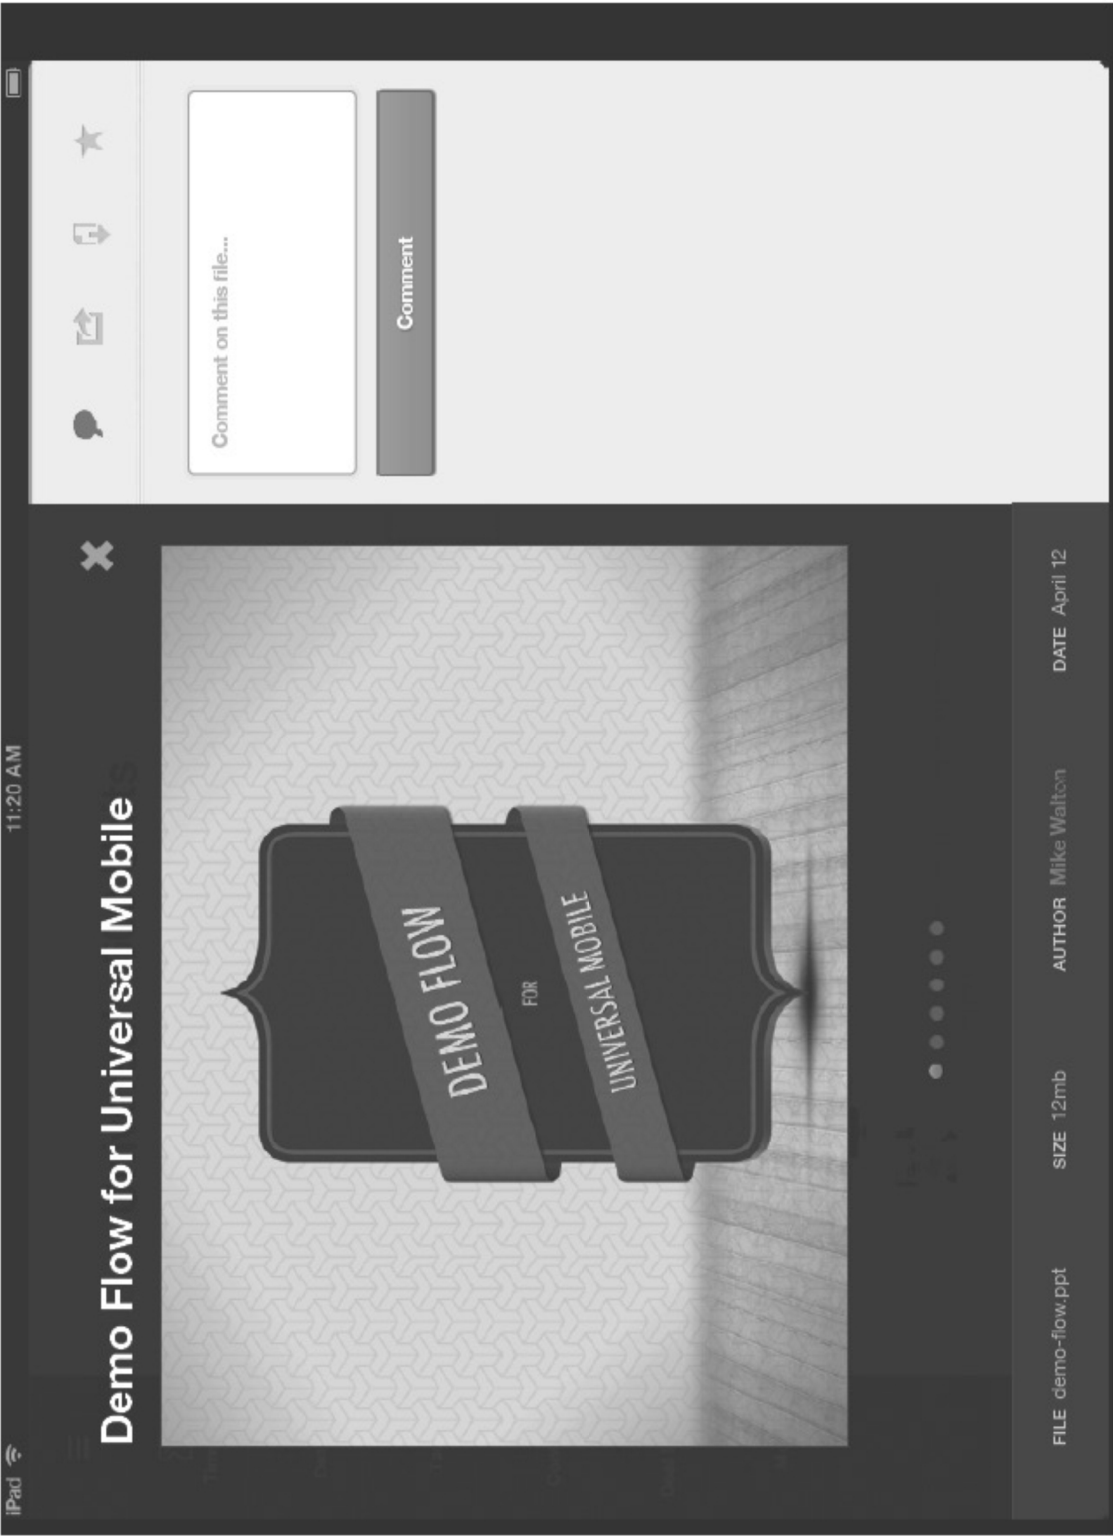 iPad 11:20 AM
Demo Flow for Universal Mobile
DEMO FLOW
FOR
UNIVERSAL MOBILE
FILE demo-flow.ppt SIZE 12mb AUTHOR Mike Walton DATE April 12
Comment on this file...
Comment